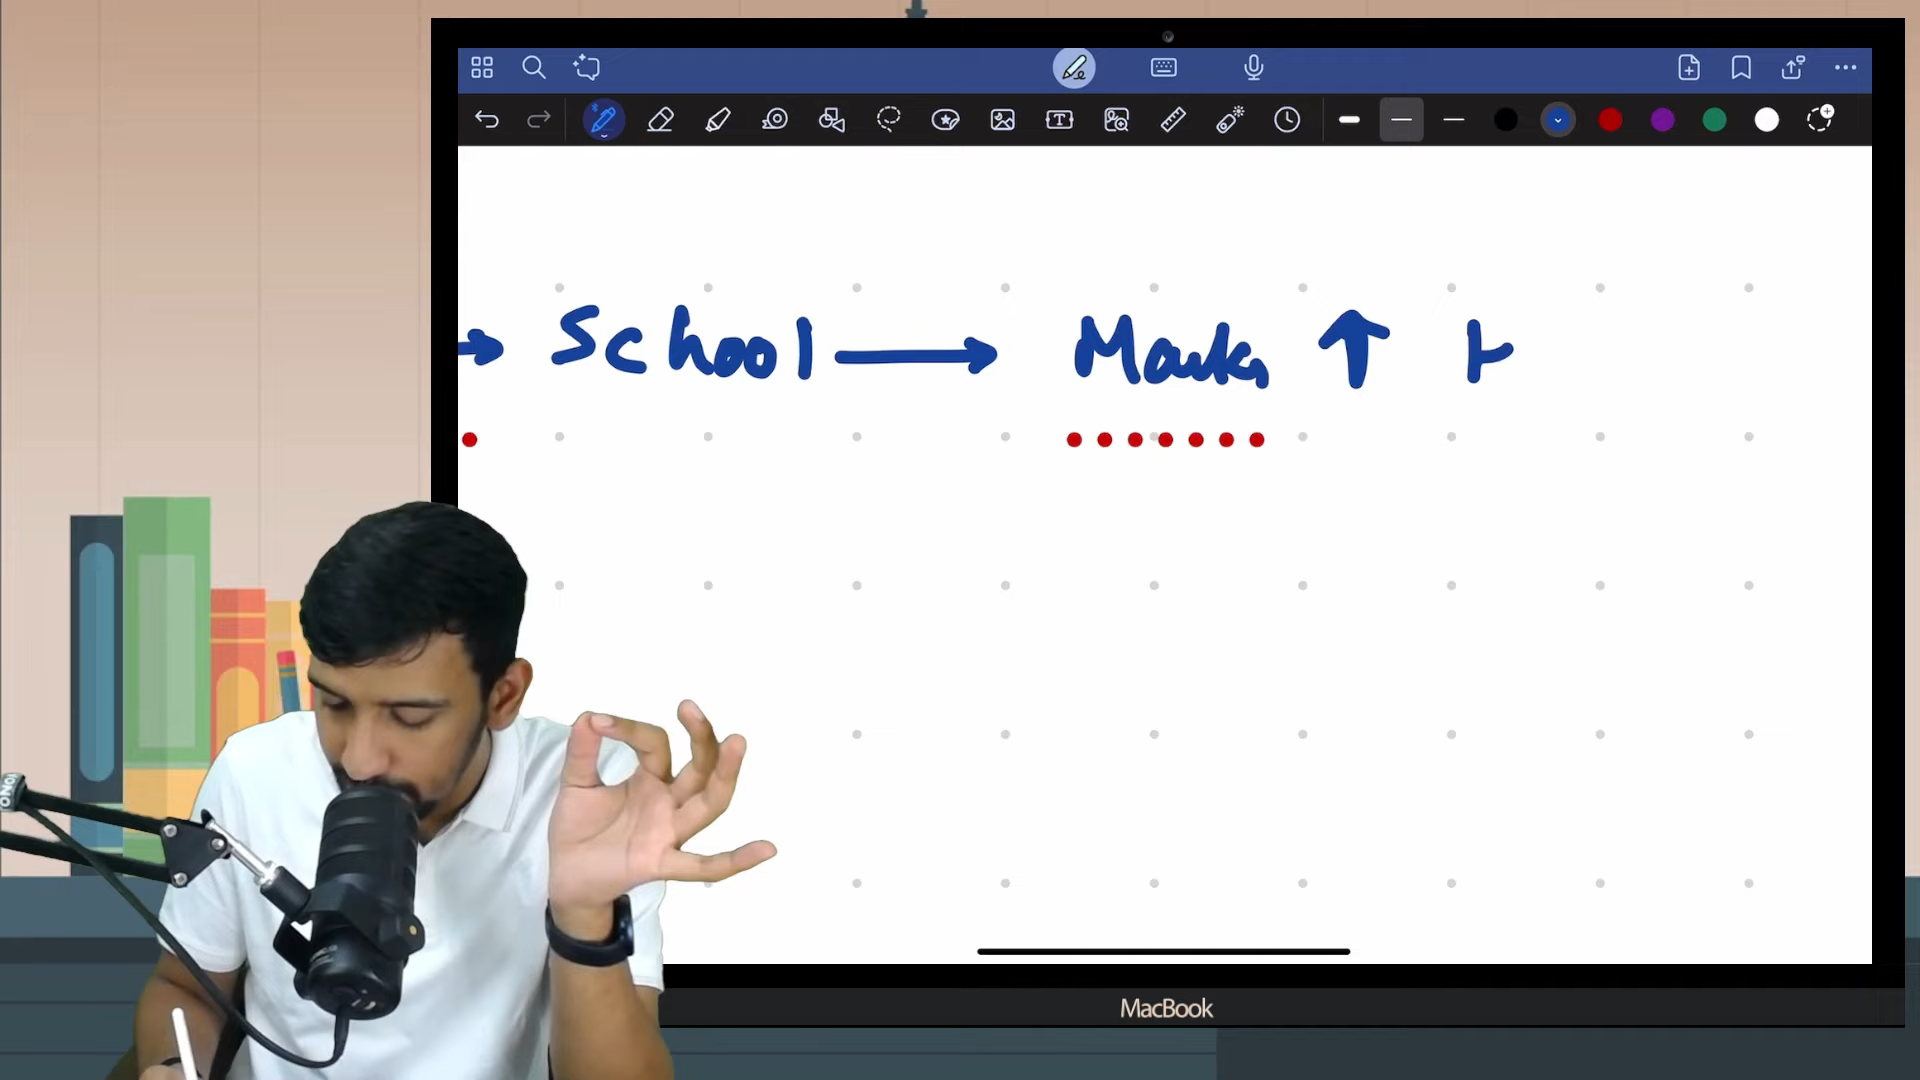 → School → Marks ↑ H
MacBook